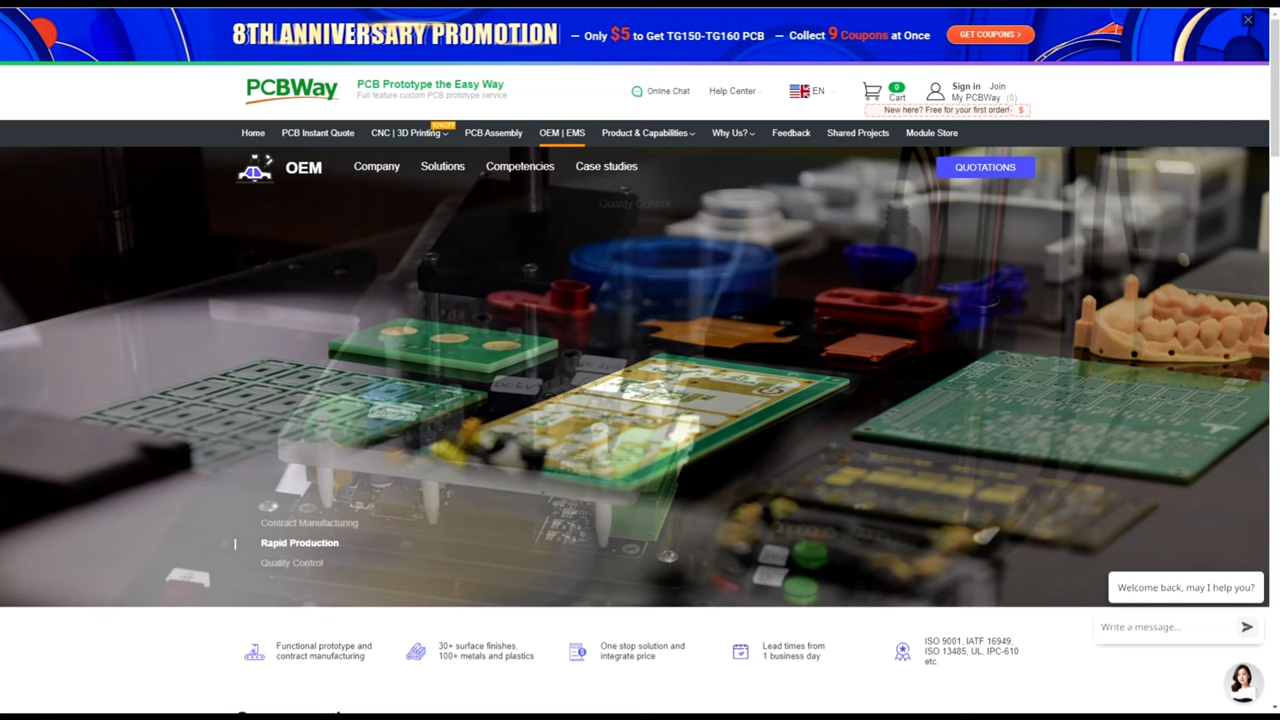 8TH ANNIVERSARY PROMOTION
— Only $5 to Get TG150-TG160 PCB — Collect 9 Coupons at Once
GET COUPONS >
PCBWay
PCB Prototype the Easy Way
Full feature custom PCB prototype service
Online Chat
Help Center
EN
0
Cart
Sign in Join
My PCBWay (0)
New here? Free for your first order! $
Home
PCB Instant Quote
CNC | 3D Printing
PCB Assembly
OEM | EMS
Product & Capabilities
Why Us?
Feedback
Shared Projects
Module Store
OEM
Company
Solutions
Competencies
Case studies
QUOTATIONS
Quality Control
Contract Manufacturing
Rapid Production
Quality Control
Welcome back, may I help you?
Write a message...
Functional prototype and
contract manufacturing
30+ surface finishes,
100+ metals and plastics
One stop solution and
integrate price
Lead times from
1 business day
ISO 9001, IATF 16949,
ISO 13485, UL, IPC-610
etc.